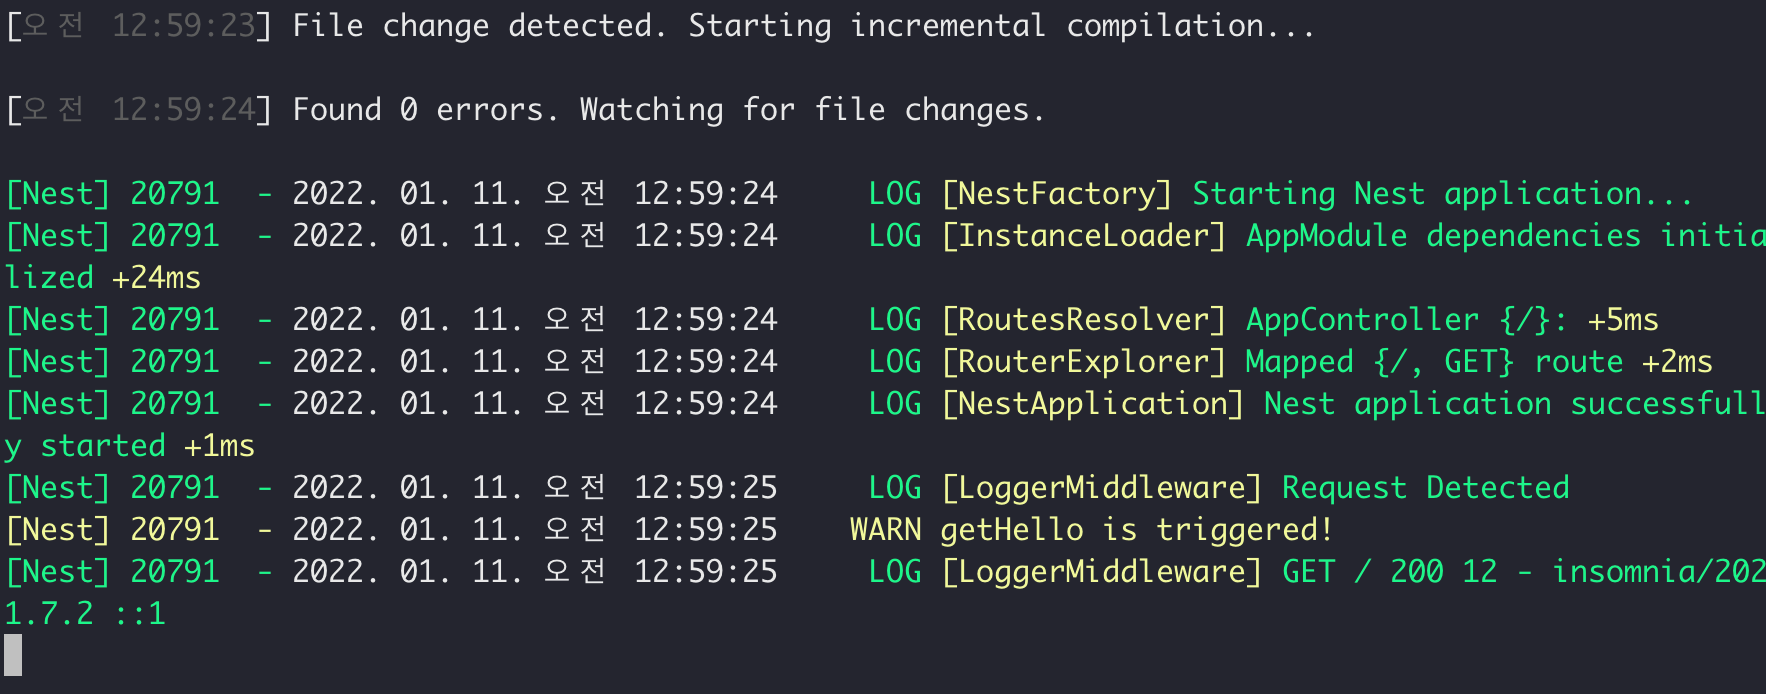 [오전 12:59:23] File change detected. Starting incremental compilation...
[오전 12:59:24] Found 0 errors. Watching for file changes.
[Nest] 20791  - 2022. 01. 11. 오전 12:59:24     LOG [NestFactory] Starting Nest application...
[Nest] 20791  - 2022. 01. 11. 오전 12:59:24     LOG [InstanceLoader] AppModule dependencies initia
lized +24ms
[Nest] 20791  - 2022. 01. 11. 오전 12:59:24     LOG [RoutesResolver] AppController {/}: +5ms
[Nest] 20791  - 2022. 01. 11. 오전 12:59:24     LOG [RouterExplorer] Mapped {/, GET} route +2ms
[Nest] 20791  - 2022. 01. 11. 오전 12:59:24     LOG [NestApplication] Nest application successfull
y started +1ms
[Nest] 20791  - 2022. 01. 11. 오전 12:59:25     LOG [LoggerMiddleware] Request Detected
[Nest] 20791  - 2022. 01. 11. 오전 12:59:25    WARN getHello is triggered!
[Nest] 20791  - 2022. 01. 11. 오전 12:59:25     LOG [LoggerMiddleware] GET / 200 12 - insomnia/202
1.7.2 ::1